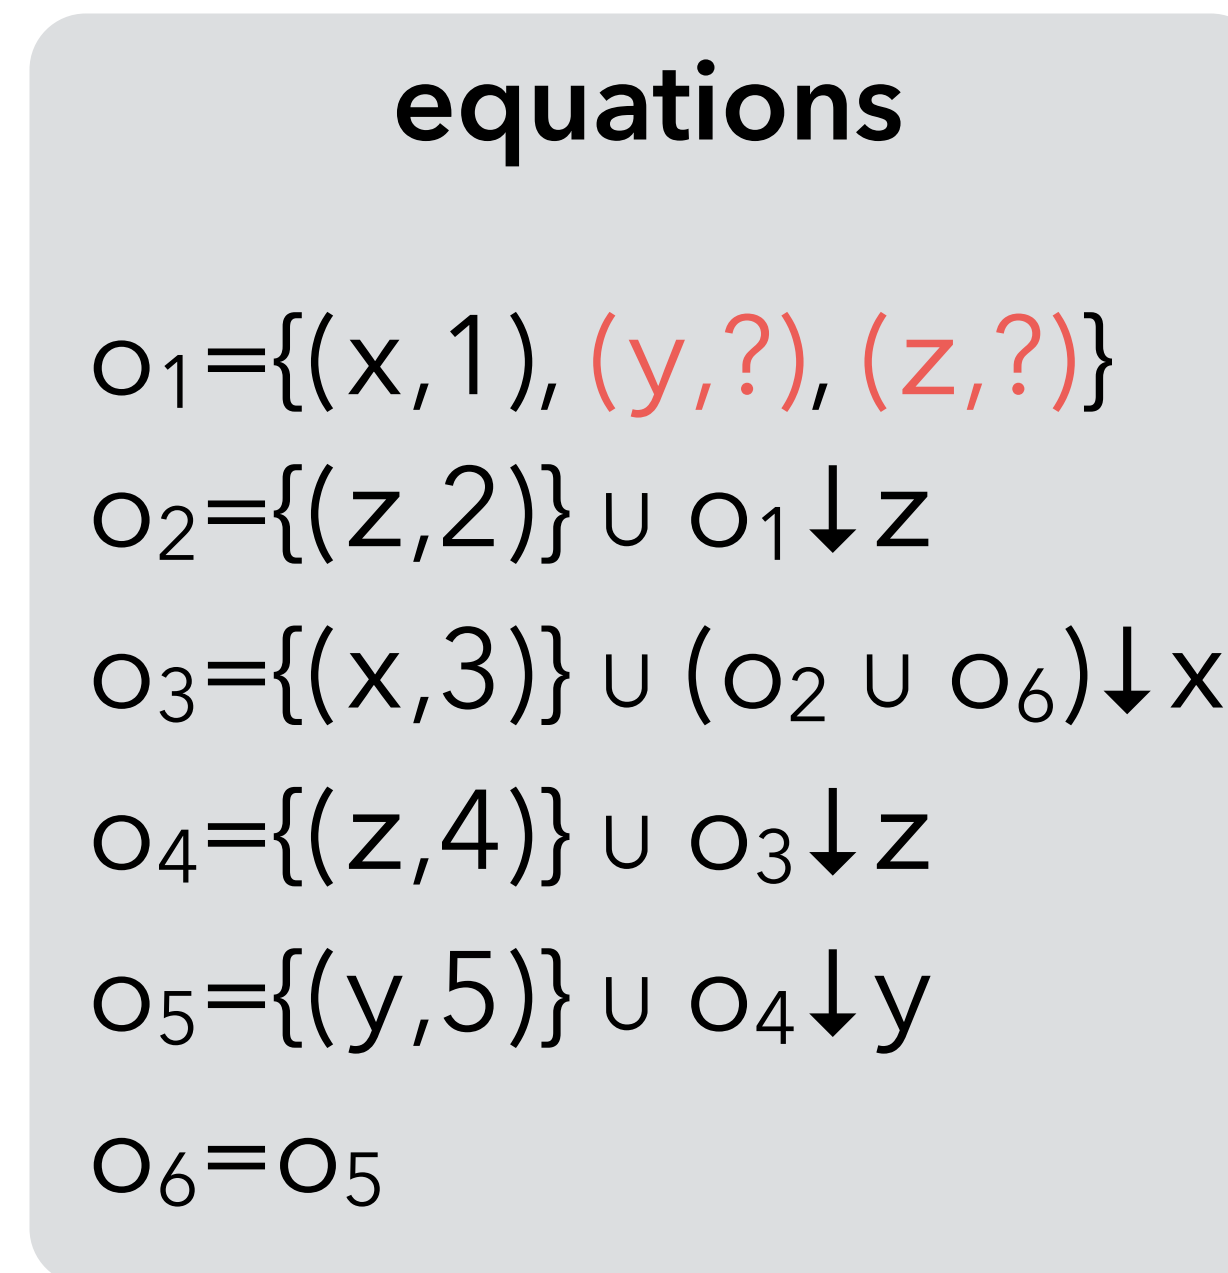 equations
o₁={(x,1), (y,?), (z,?)}
o₂={(z,2)} ∪ o₁↓z
o₃={(x,3)} ∪ (o₂ ∪ o₆)↓x
o₄={(z,4)} ∪ o₃↓z
o₅={(y,5)} ∪ o₄↓y
o₆=o₅